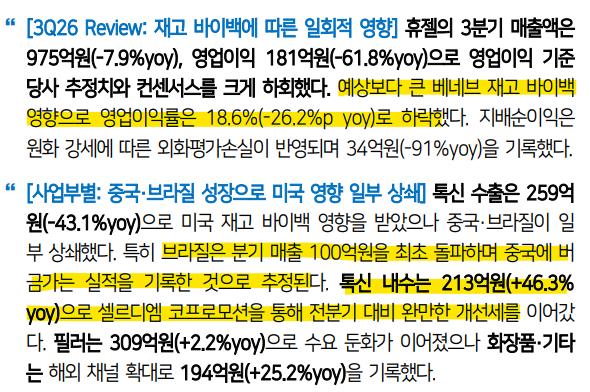 “ [3Q26 Review: 재고 바이백에 따른 일회적 영향] 휴젤의 3분기 매출액은
975억원(-7.9%yoy), 영업이익 181억원(-61.8%yoy)으로 영업이익 기준
당사 추정치와 컨센서스를 크게 하회했다. 예상보다 큰 베네브 재고 바이백
영향으로 영업이익률은 18.6%(-26.2%p yoy)로 하락했다. 지배순이익은
원화 강세에 따른 외화평가손실이 반영되며 34억원(-91%yoy)을 기록했다.
“ [사업부별: 중국·브라질 성장으로 미국 영향 일부 상쇄] 톡신 수출은 259억
원(-43.1%yoy)으로 미국 재고 바이백 영향을 받았으나 중국·브라질이 일
부 상쇄했다. 특히 브라질은 분기 매출 100억원을 최초 돌파하며 중국에 버
금가는 실적을 기록한 것으로 추정된다. 톡신 내수는 213억원(+46.3%
yoy)으로 셀르디엠 코프로모션을 통해 전분기 대비 완만한 개선세를 이어갔
다. 필러는 309억원(+2.2%yoy)으로 수요 둔화가 이어졌으나 화장품·기타
는 해외 채널 확대로 194억원(+25.2%yoy)을 기록했다.